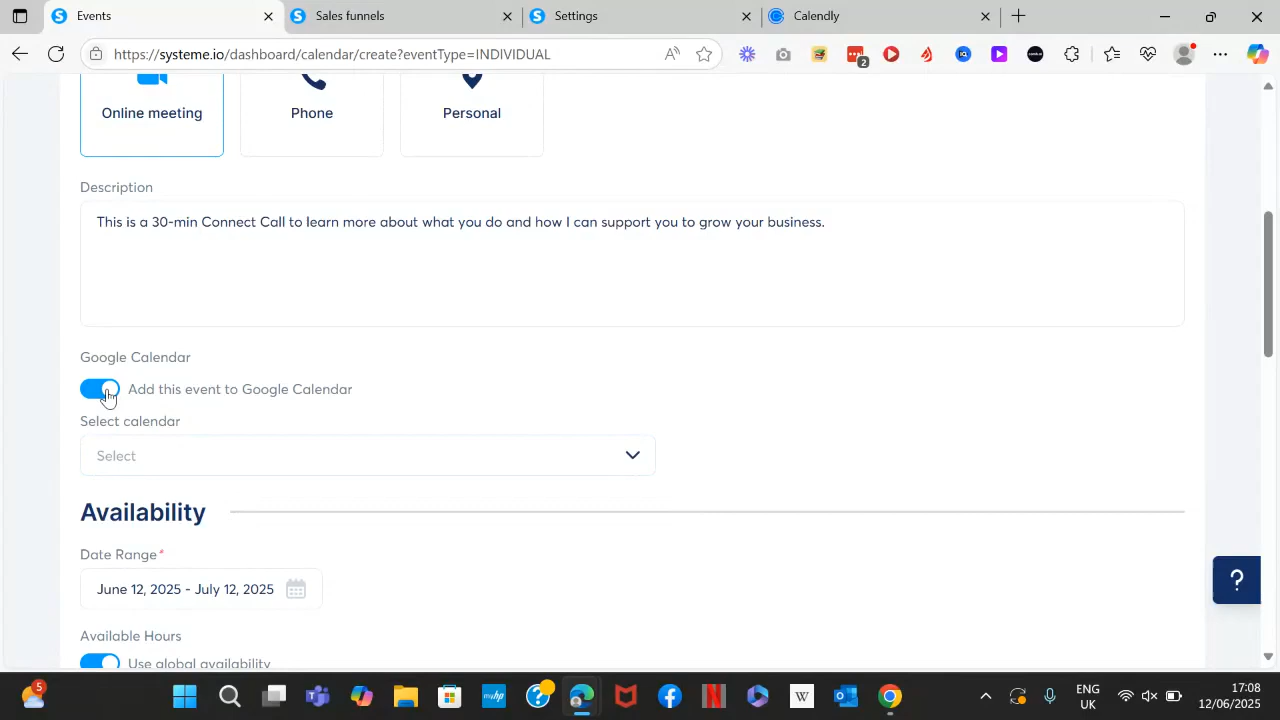 Events
Sales funnels
Settings
Calendly
https://systeme.io/dashboard/calendar/create?eventType=INDIVIDUAL
2
Online meeting
Phone
Personal
Description
This is a 30-min Connect Call to learn more about what you do and how I can support you to grow your business.
Google Calendar
Add this event to Google Calendar
Select calendar
Select
Availability
Date Range*
June 12, 2025 - July 12, 2025
Available Hours
Use global availability
?
5
ENG
UK
17:08
12/06/2025